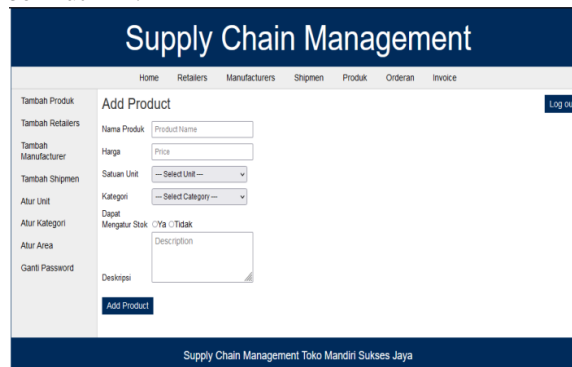 Supply Chain Management
Home Retailers Manufacturers Shipmen Produk Orderan Invoice
Tambah Produk
Tambah Retailers
Tambah
Manufacturer
Tambah Shipmen
Atur Unit
Atur Kategori
Atur Area
Ganti Password
Add Product
Log ou
Nama Produk Product Name
Harga Price
Satuan Unit --- Select Unit ---
Kategori --- Select Category ---
Dapat
Mengatur Stok Ya Tidak
Description
Deskripsi
Add Product
Supply Chain Management Toko Mandiri Sukses Jaya